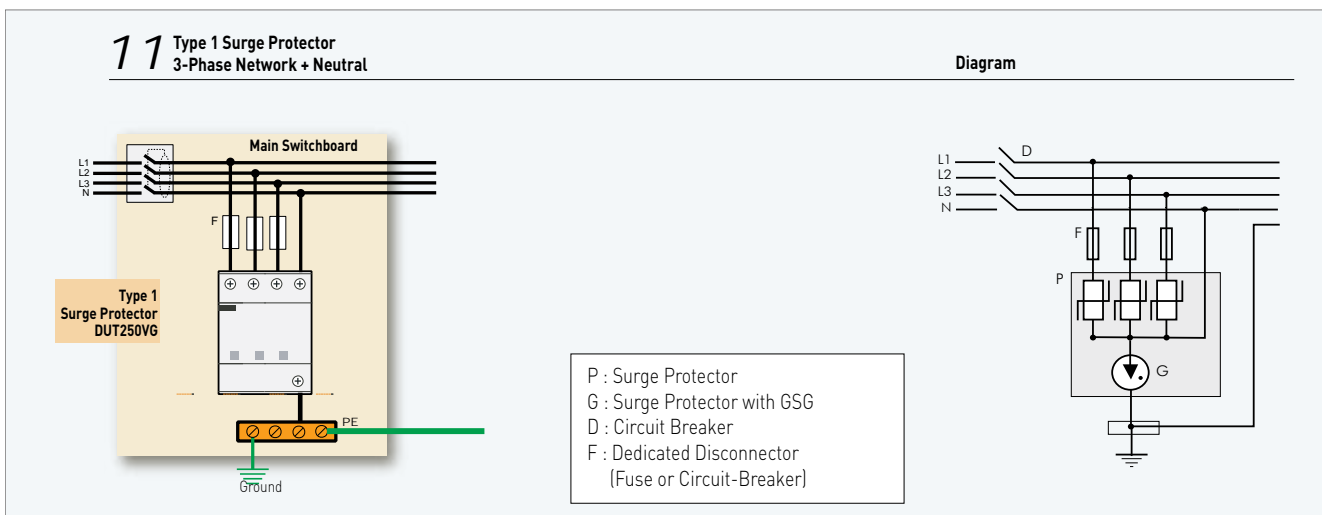 11
Type 1 Surge Protector
3-Phase Network + Neutral
Diagram
Main Switchboard
L1
L2
L3
N
F
Type 1
Surge Protector
DUT250VG
PE
Ground
P : Surge Protector
G : Surge Protector with GSG
D : Circuit Breaker
F : Dedicated Disconnector
(Fuse or Circuit-Breaker)
D
L1
L2
L3
N
F
P
G